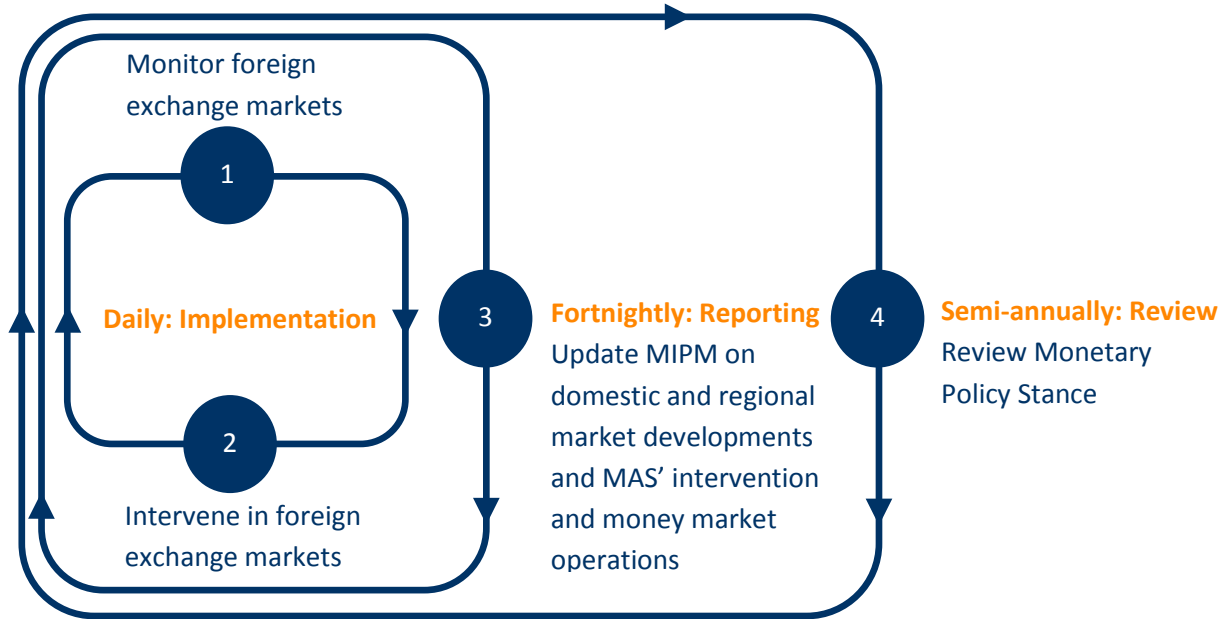 Monitor foreign
exchange markets
1
Daily: Implementation
2
Intervene in foreign
exchange markets
3
Fortnightly: Reporting
Update MIPM on
domestic and regional
market developments
and MAS’ intervention
and money market
operations
4
Semi-annually: Review
Review Monetary
Policy Stance